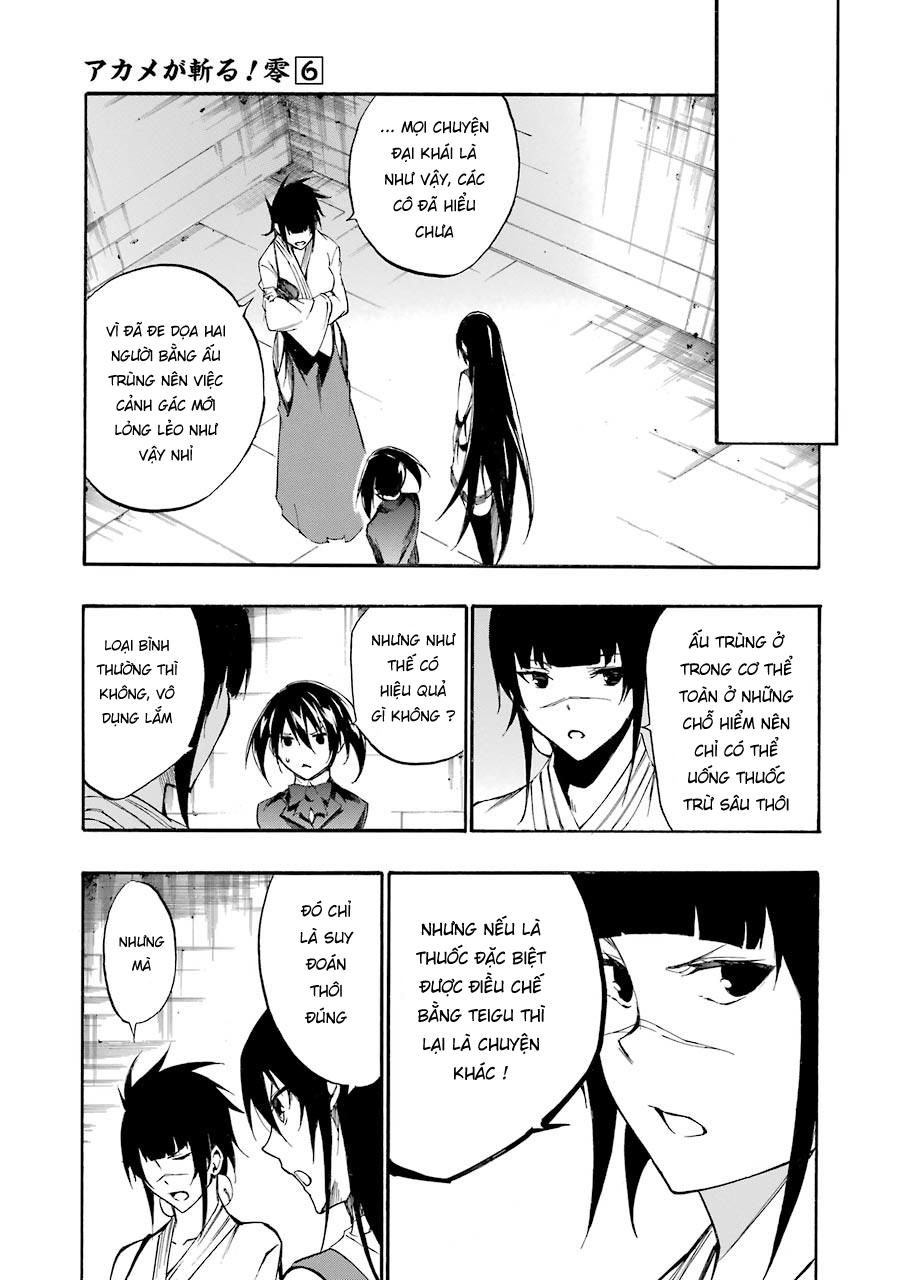 アカメが斬る!零6
... MỌI CHUYỆN
ĐẠI KHÁI LÀ
NHƯ VẬY, CÁC
CÔ ĐÃ HIỂU
CHƯA
VÌ ĐÃ ĐE DỌA HAI
NGƯỜI BẰNG ẤU
TRÙNG NÊN VIỆC
CẢNH GÁC MỚI
LỎNG LẺO NHƯ
VẬY NHỈ
ẤU TRÙNG Ở
TRONG CƠ THỂ
TOÀN Ở NHỮNG
CHỖ HIỂM NÊN
CHỈ CÓ THỂ
UỐNG THUỐC
TRỪ SÂU THÔI
NHƯNG NHƯ
THẾ CÓ
HIỆU QUẢ
GÌ KHÔNG ?
LOẠI BÌNH
THƯỜNG THÌ
KHÔNG, VÔ
DỤNG LẮM
NHƯNG NẾU LÀ
THUỐC ĐẶC BIỆT
ĐƯỢC ĐIỀU CHẾ
BẰNG TEIGU THÌ
LẠI LÀ CHUYỆN
KHÁC !
ĐÓ CHỈ
LÀ SUY
ĐOÁN
THÔI
ĐÚNG
NHƯNG
MÀ